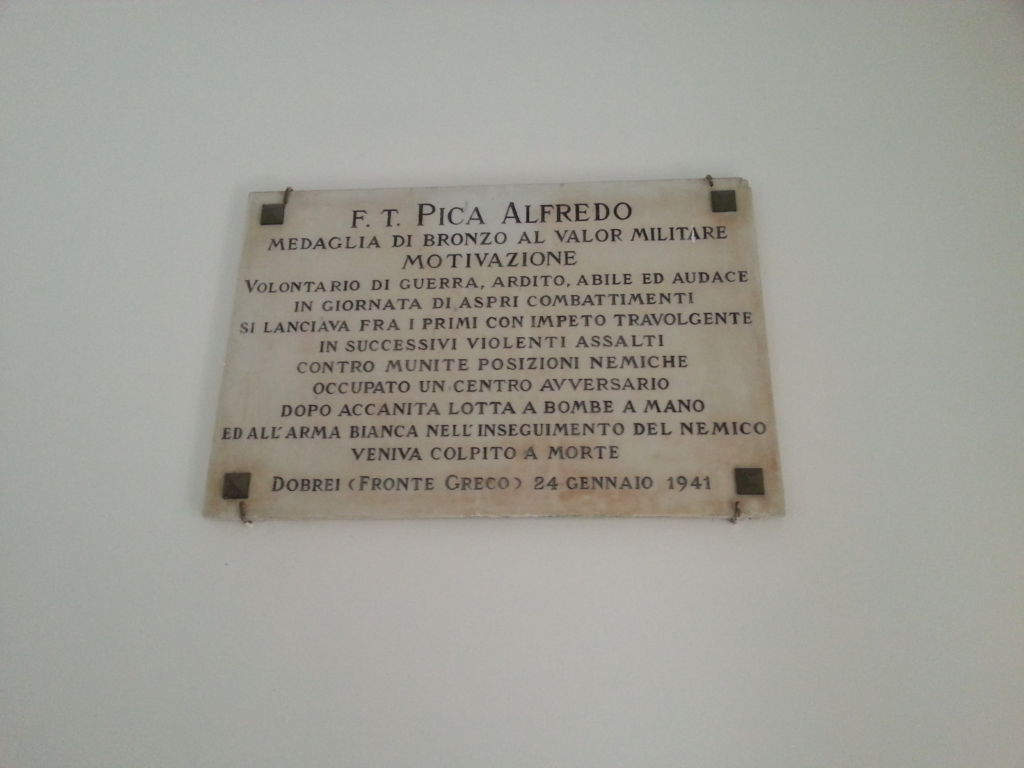 F. T. PICA ALFREDO
MEDAGLIA DI BRONZO AL VALOR MILITARE
MOTIVAZIONE
VOLONTARIO DI GUERRA, ARDITO, ABILE ED AUDACE
IN GIORNATA DI ASPRI COMBATTIMENTI
SI LANCIAVA FRA I PRIMI CON IMPETO TRAVOLGENTE
IN SUCCESSIVI VIOLENTI ASSALTI
CONTRO MUNITE POSIZIONI NEMICHE
OCCUPATO UN CENTRO AVVERSARIO
DOPO ACCANITA LOTTA A BOMBE A MANO
ED ALL'ARMA BIANCA NELL'INSEGUIMENTO DEL NEMICO
VENIVA COLPITO A MORTE
DOBREI (FRONTE GRECO) 24 GENNAIO 1941